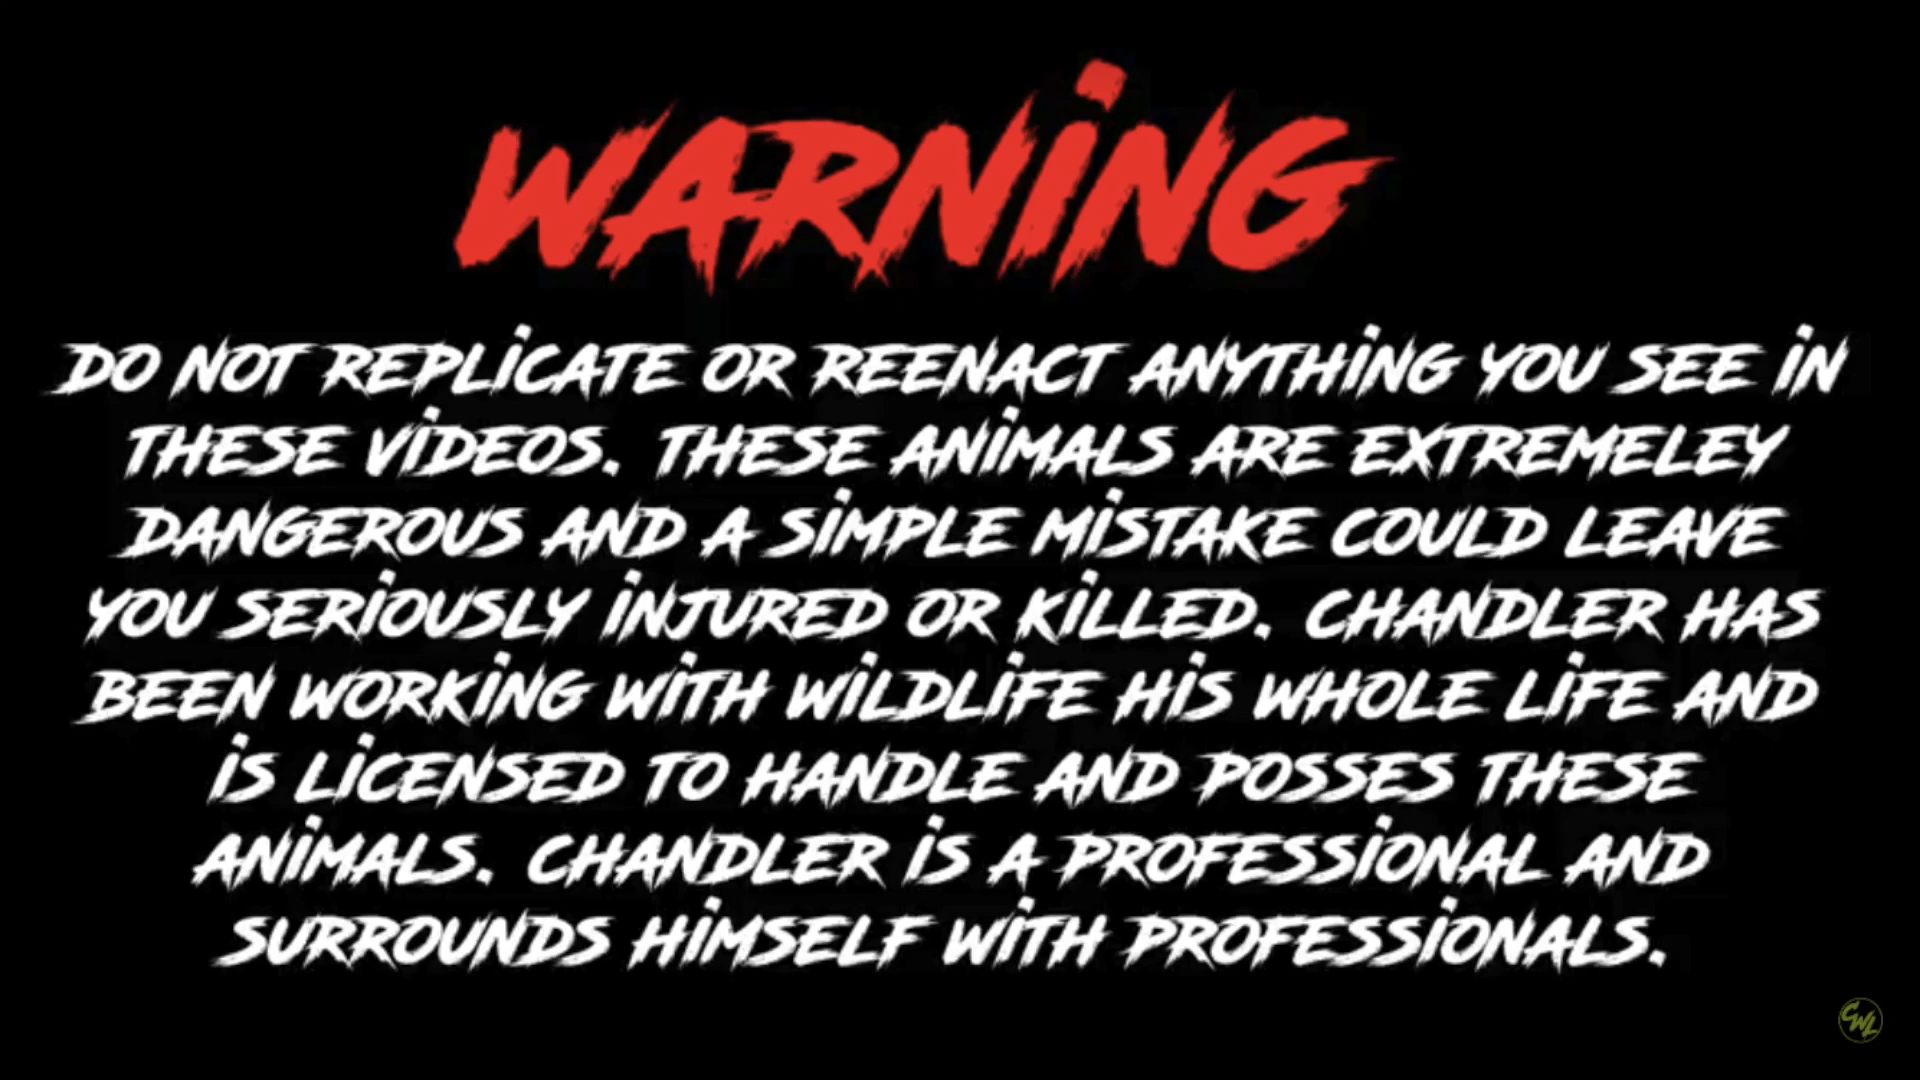 WARNING
DO NOT REPLICATE OR REENACT ANYTHING YOU SEE IN
THESE VIDEOS. THESE ANIMALS ARE EXTREMELEY
DANGEROUS AND A SIMPLE MISTAKE COULD LEAVE
YOU SERIOUSLY INJURED OR KILLED. CHANDLER HAS
BEEN WORKING WITH WILDLIFE HIS WHOLE LIFE AND
IS LICENSED TO HANDLE AND POSSES THESE
ANIMALS. CHANDLER IS A PROFESSIONAL AND
SURROUNDS HIMSELF WITH PROFESSIONALS.
CWL